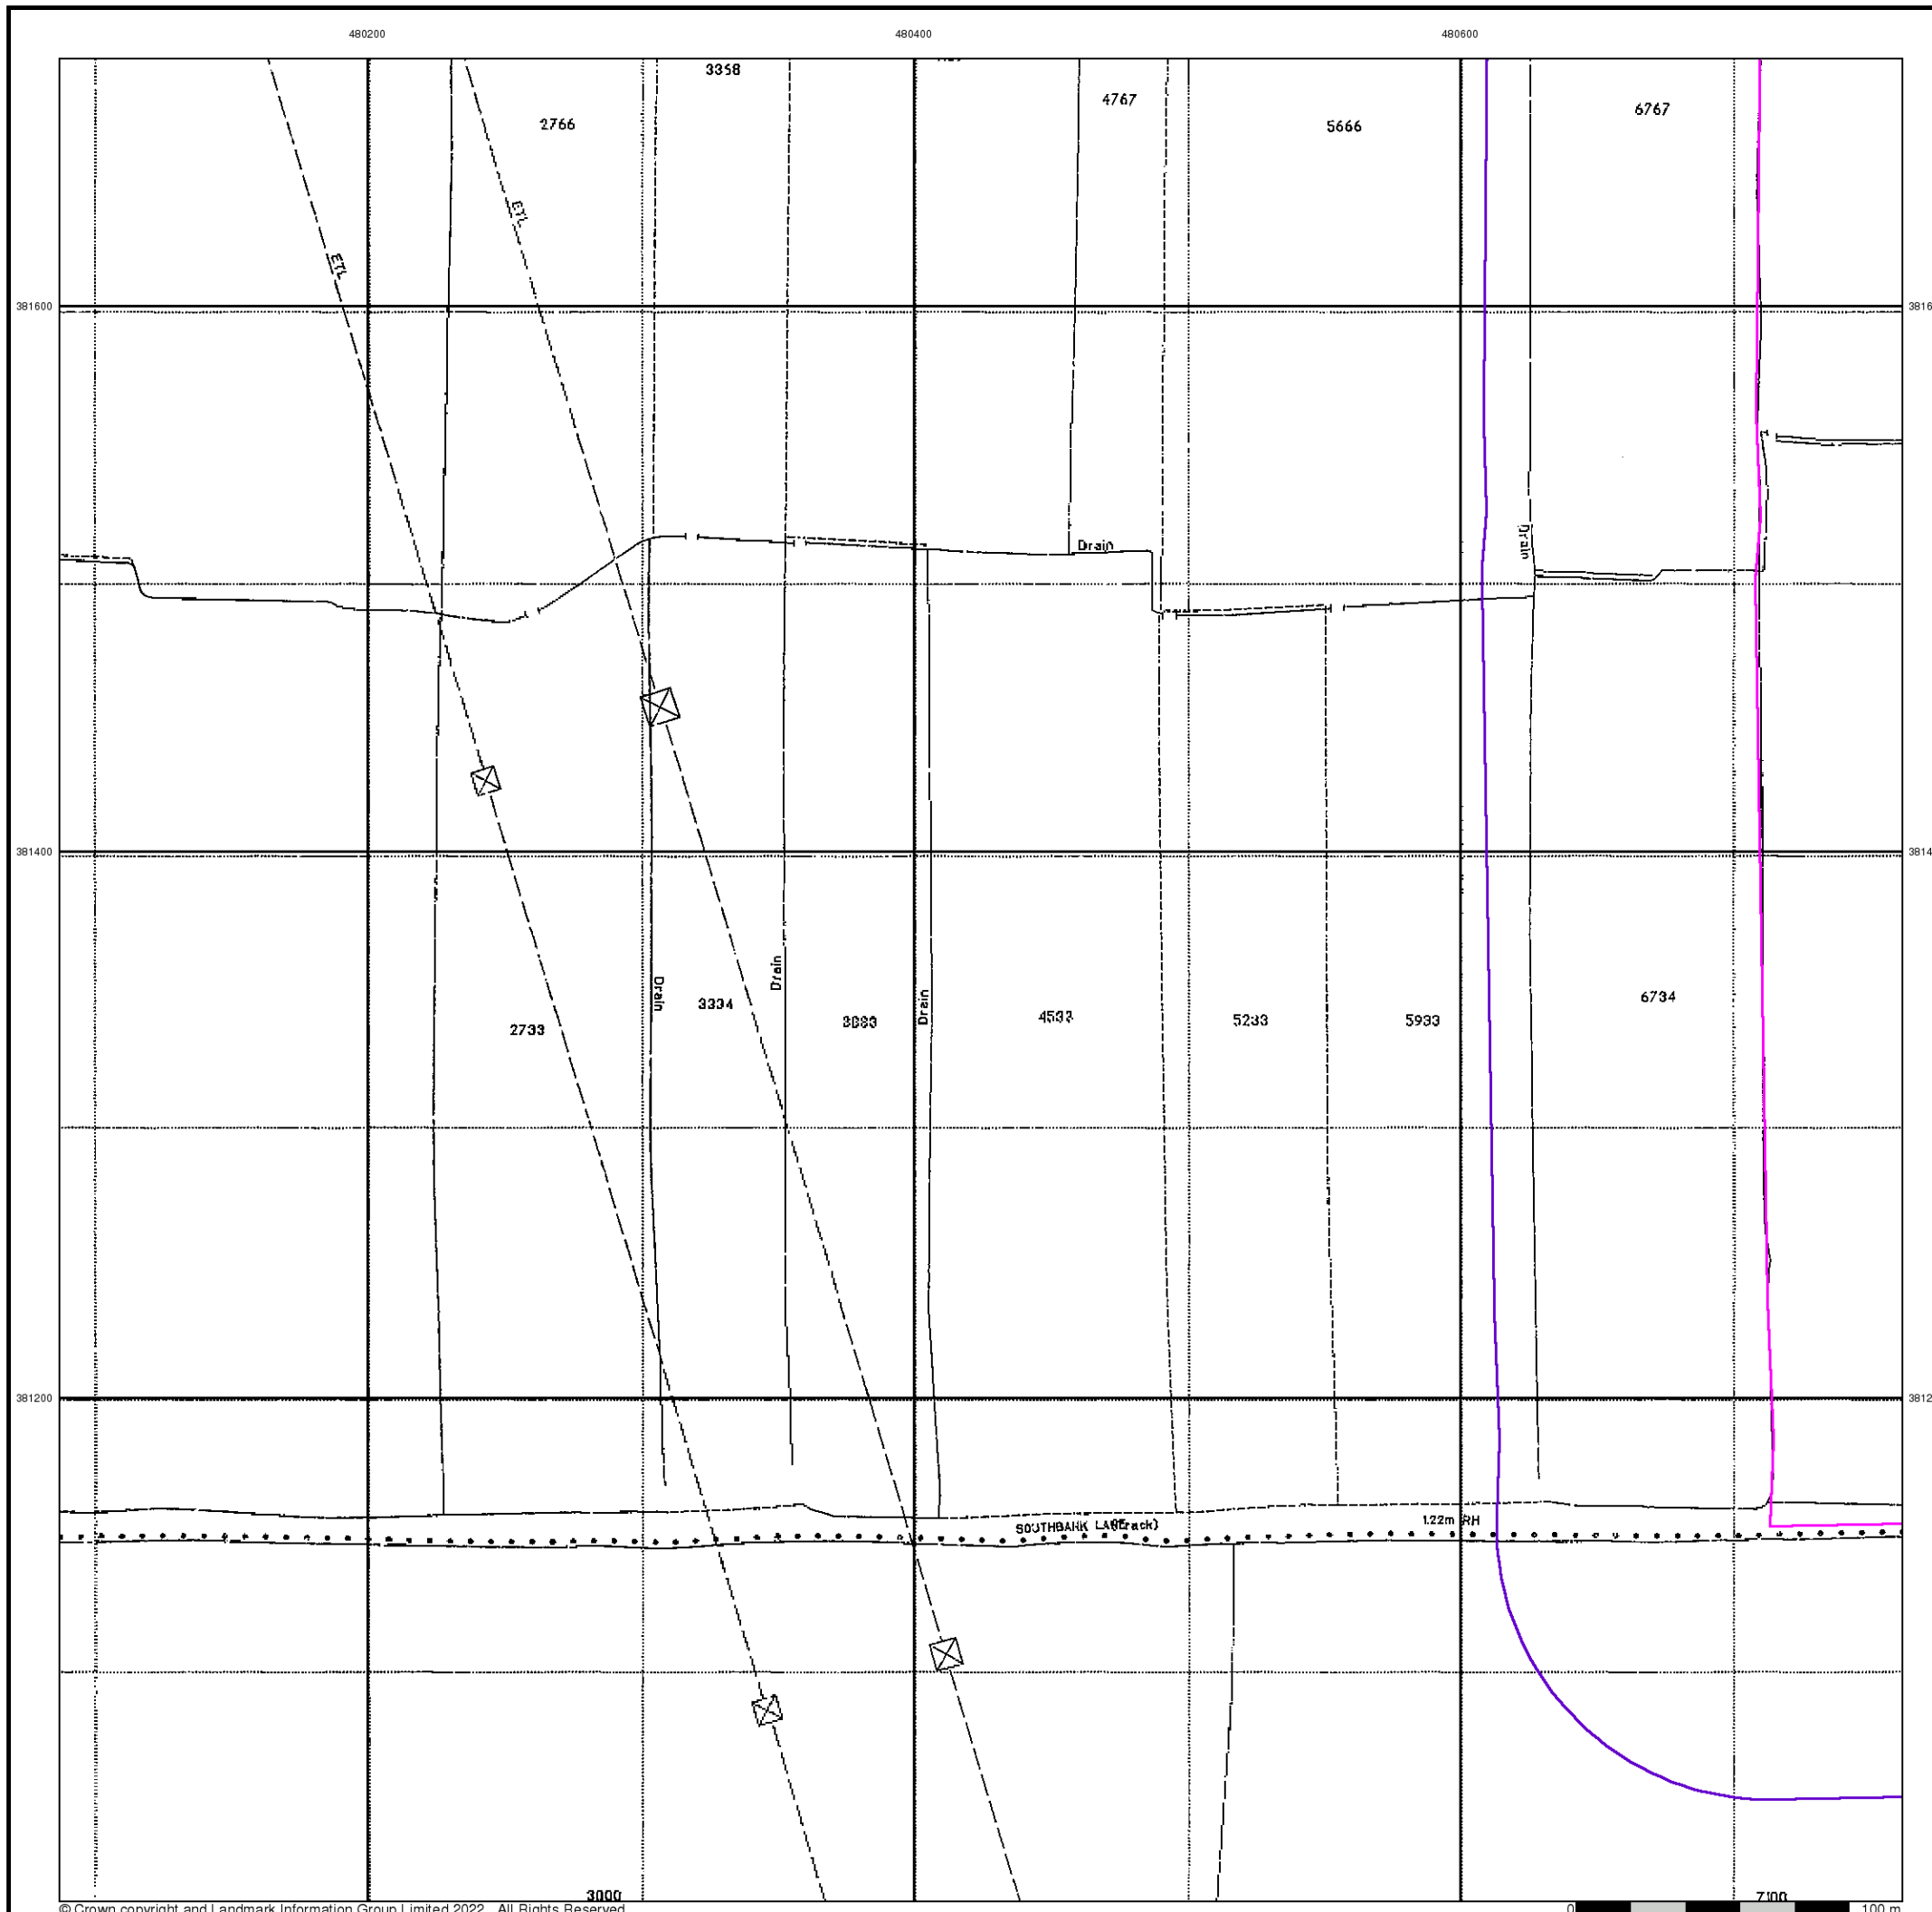 480200 480400 480600
3358
4767
6767
2766
5666
ETL
ETL
381600
Drain
Drain
381400
Drain
Drain
Drain
6734
3334
2733
4533
5233
5933
381200
SOUTHBANK LANE (Track)
1.22m RH
3000
7100
© Crown copyright and Landmark Information Group Limited 2022. All Rights Reserved.
0 100 m